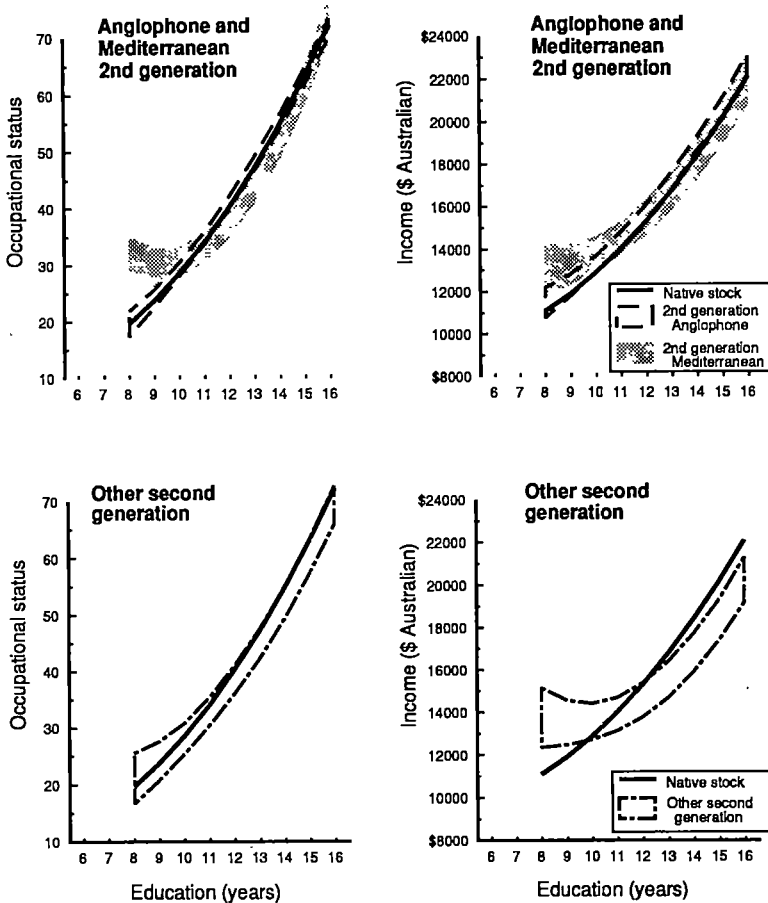 Anglophone and
Mediterranean
2nd generation
Occupational status
70
60
50
40
30
20
10
6 7 8 9 10 11 12 13 14 15 16
Anglophone and
Mediterranean
2nd generation
Income ($ Australian)
$24000
22000
20000
18000
16000
14000
12000
10000
$8000
6 7 8 9 10 11 12 13 14 15 16
Native stock
2nd generation
Anglophone
2nd generation
Mediterranean
Other second
generation
Occupational status
70
60
50
40
30
20
10
6 7 8 9 10 11 12 13 14 15 16
Education (years)
Other second
generation
Income ($ Australian)
$24000
22000
20000
18000
16000
14000
12000
10000
$8000
6 7 8 9 10 11 12 13 14 15 16
Education (years)
Native stock
Other second
generation